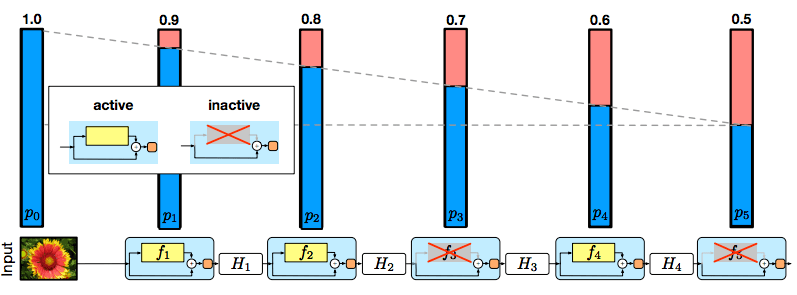 1.0 0.9 0.8 0.7 0.6 0.5
active inactive
+ +
p₀ p₁ p₂ p₃ p₄ p₅
Input f₁ + H₁ f₂ + H₂ f₃ + H₃ f₄ + H₄ f₅ +